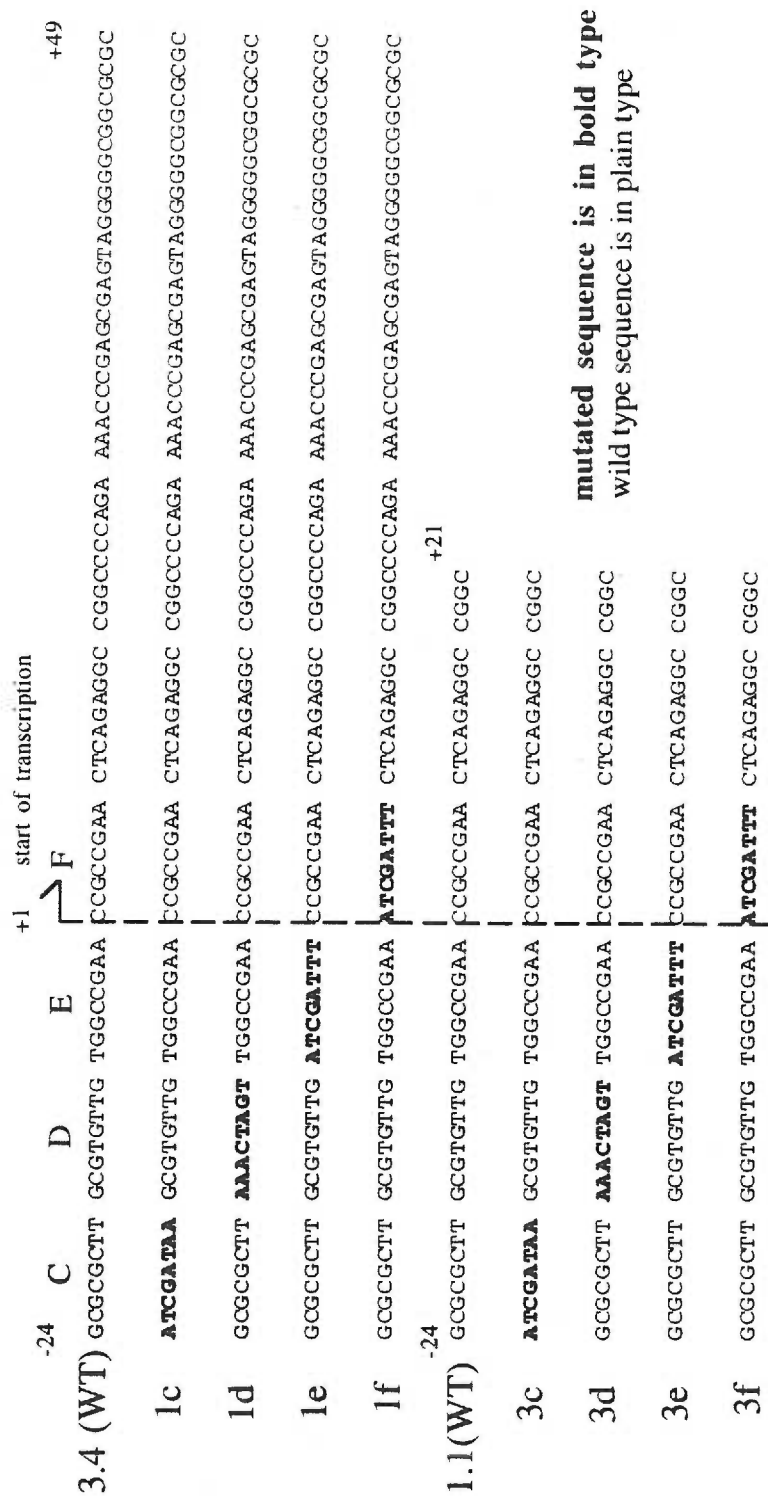 +1 start of transcription
-24 C D E F +49
3.4 (WT) GCGCGCTT GCGTGTTG TGGCCGAA CCGCCGAA CTCAGAGGC CGGCCCCAGA AAACCCGAGCGAGTAGGGGGCGGCGCGC
1c ATCGATAA GCGTGTTG TGGCCGAA CCGCCGAA CTCAGAGGC CGGCCCCAGA AAACCCGAGCGAGTAGGGGGCGGCGCGC
1d GCGCGCTT AAACTAGT TGGCCGAA CCGCCGAA CTCAGAGGC CGGCCCCAGA AAACCCGAGCGAGTAGGGGGCGGCGCGC
1e GCGCGCTT GCGTGTTG ATCGATTT CCGCCGAA CTCAGAGGC CGGCCCCAGA AAACCCGAGCGAGTAGGGGGCGGCGCGC
1f GCGCGCTT GCGTGTTG TGGCCGAA ATCGATTT CTCAGAGGC CGGCCCCAGA AAACCCGAGCGAGTAGGGGGCGGCGCGC
-24 +21
1.1(WT) GCGCGCTT GCGTGTTG TGGCCGAA CCGCCGAA CTCAGAGGC CGGC
3c ATCGATAA GCGTGTTG TGGCCGAA CCGCCGAA CTCAGAGGC CGGC
3d GCGCGCTT AAACTAGT TGGCCGAA CCGCCGAA CTCAGAGGC CGGC
3e GCGCGCTT GCGTGTTG ATCGATTT CCGCCGAA CTCAGAGGC CGGC
3f GCGCGCTT GCGTGTTG TGGCCGAA ATCGATTT CTCAGAGGC CGGC
mutated sequence is in bold type
wild type sequence is in plain type